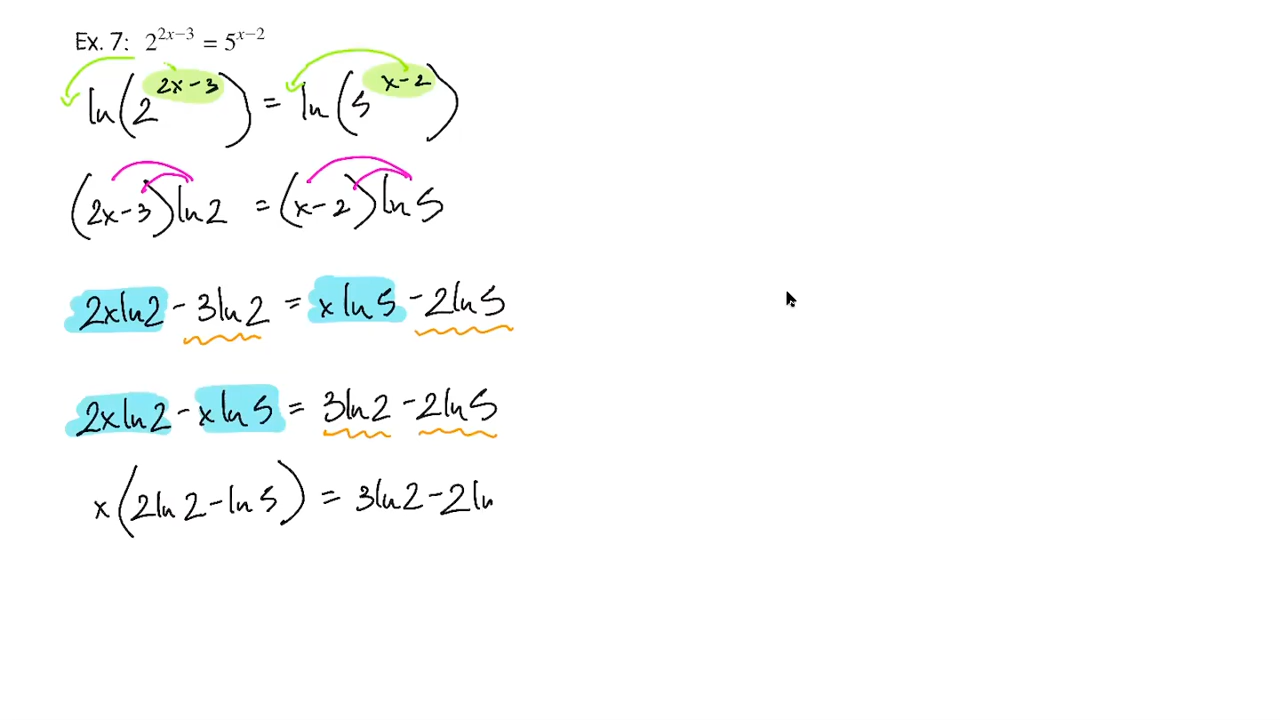 Ex. 7: 2^{2x−3} = 5^{x−2}
ln(2^{2x−3}) = ln(5^{x−2})
(2x−3)ln2 = (x−2)ln5
2xln2 − 3ln2 = xln5 − 2ln5
2xln2 − xln5 = 3ln2 − 2ln5
x(2ln2 − ln5) = 3ln2 − 2ln